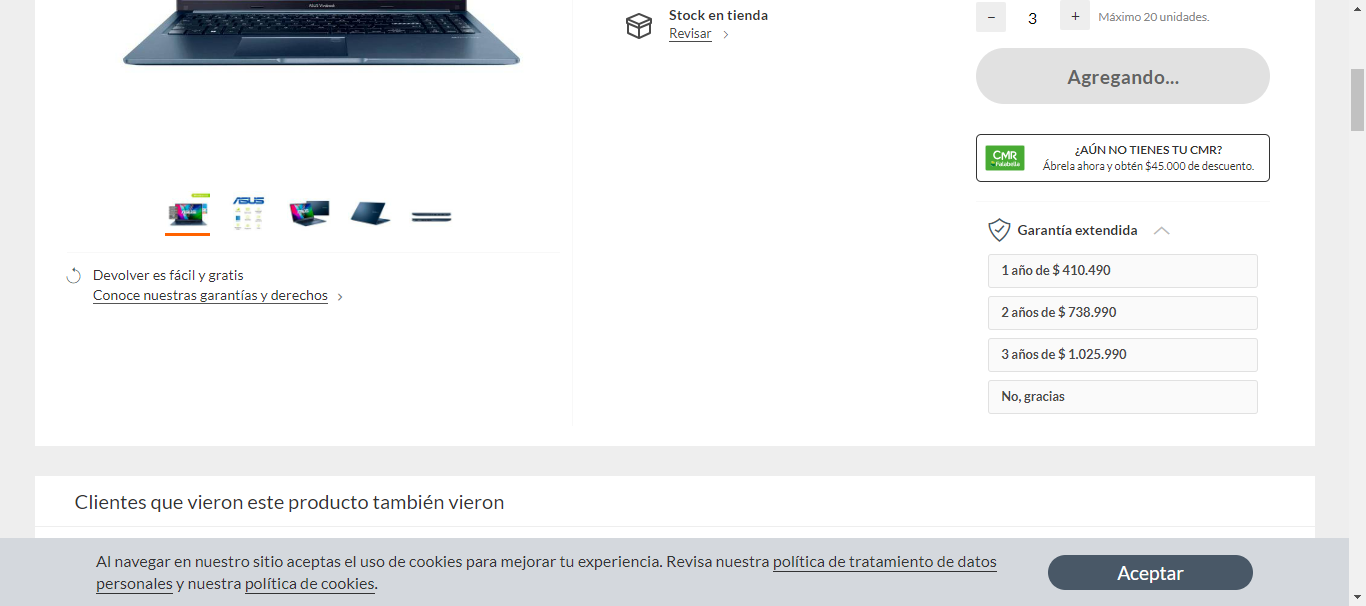 ASUS Vivobook
Stock en tienda
Revisar
−
3
+
Máximo 20 unidades.
Agregando...
CMR
Falabella
¿AÚN NO TIENES TU CMR?
Ábrela ahora y obtén $45.000 de descuento.
ASUS
Garantía extendida
1 año de $ 410.490
2 años de $ 738.990
3 años de $ 1.025.990
No, gracias
Devolver es fácil y gratis
Conoce nuestras garantías y derechos
Clientes que vieron este producto también vieron
Al navegar en nuestro sitio aceptas el uso de cookies para mejorar tu experiencia. Revisa nuestra política de tratamiento de datos
personales y nuestra política de cookies.
Aceptar